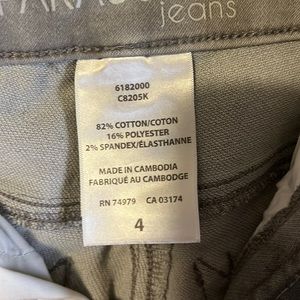 jeans
6182000
C8205K
82% COTTON/COTON
16% POLYESTER
2% SPANDEX/ÉLASTHANNE
MADE IN CAMBODIA
FABRIQUÉ AU CAMBODGE
RN 74979 CA 03174
4